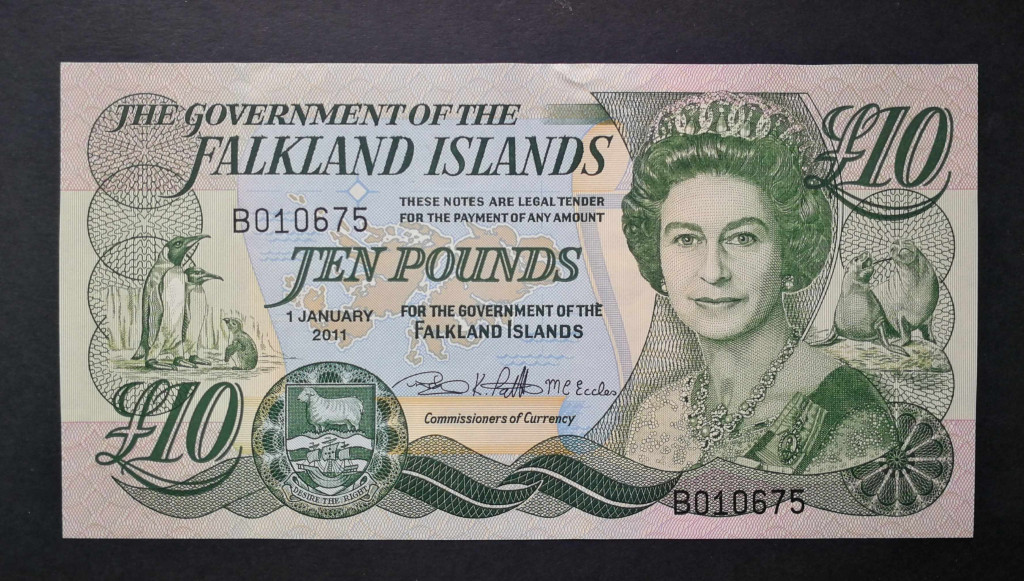 THE GOVERNMENT OF THE
FALKLAND ISLANDS
£10
B010675
THESE NOTES ARE LEGAL TENDER
FOR THE PAYMENT OF ANY AMOUNT
TEN POUNDS
1 JANUARY
2011
FOR THE GOVERNMENT OF THE
FALKLAND ISLANDS
MC Eccles
Commissioners of Currency
£10
DESIRE THE RIGHT
B010675